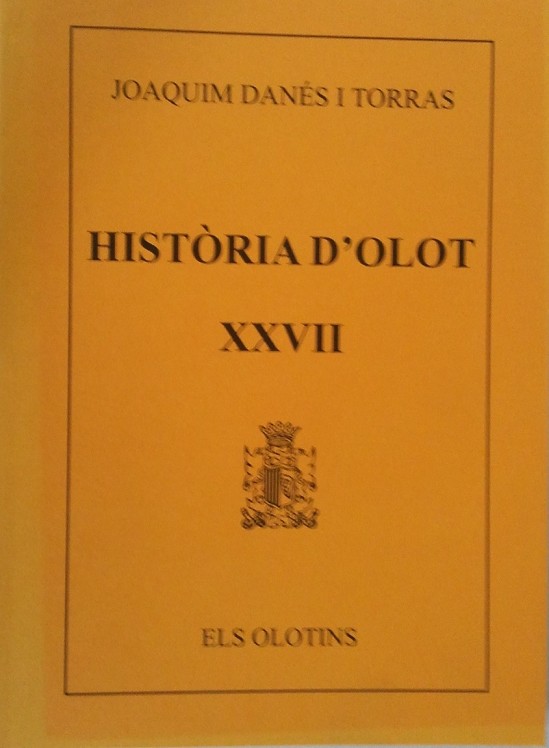 JOAQUIM DANÉS I TORRAS
HISTÒRIA D'OLOT
XXVII
ELS OLOTINS